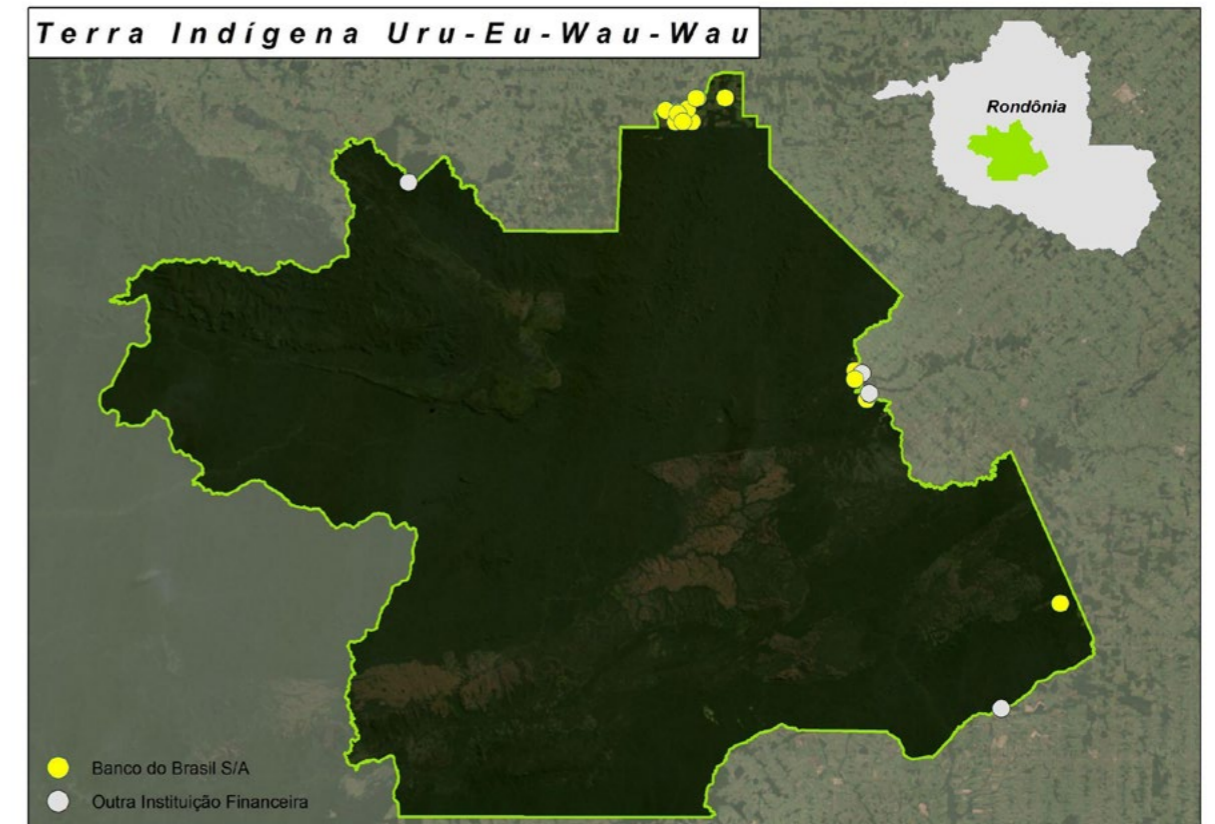 Terra Indígena Uru-Eu-Wau-Wau
Rondônia
Banco do Brasil S/A
Outra Instituição Financeira